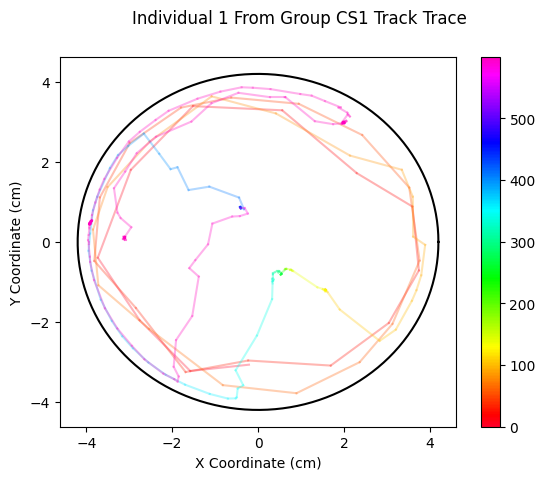 Individual 1 From Group CS1 Track Trace
4
2
0
−2
−4
Y Coordinate (cm)
−4 −2 0 2 4
X Coordinate (cm)
500
400
300
200
100
0